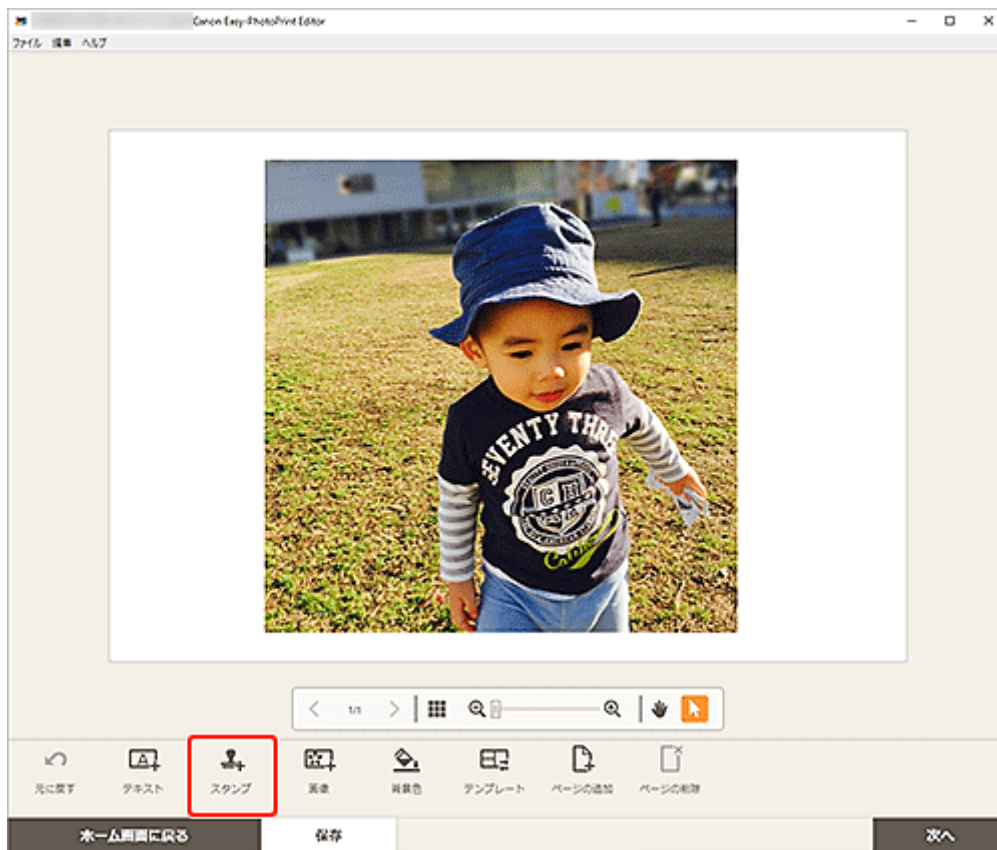 Canon Easy-PhotoPrint Editor
ファイル 編集 ヘルプ
SEVENTY THREE
1/1
元に戻す テキスト スタンプ 画像 背景色 テンプレート ページの追加 ページの削除
ホーム画面に戻る 保存 次へ